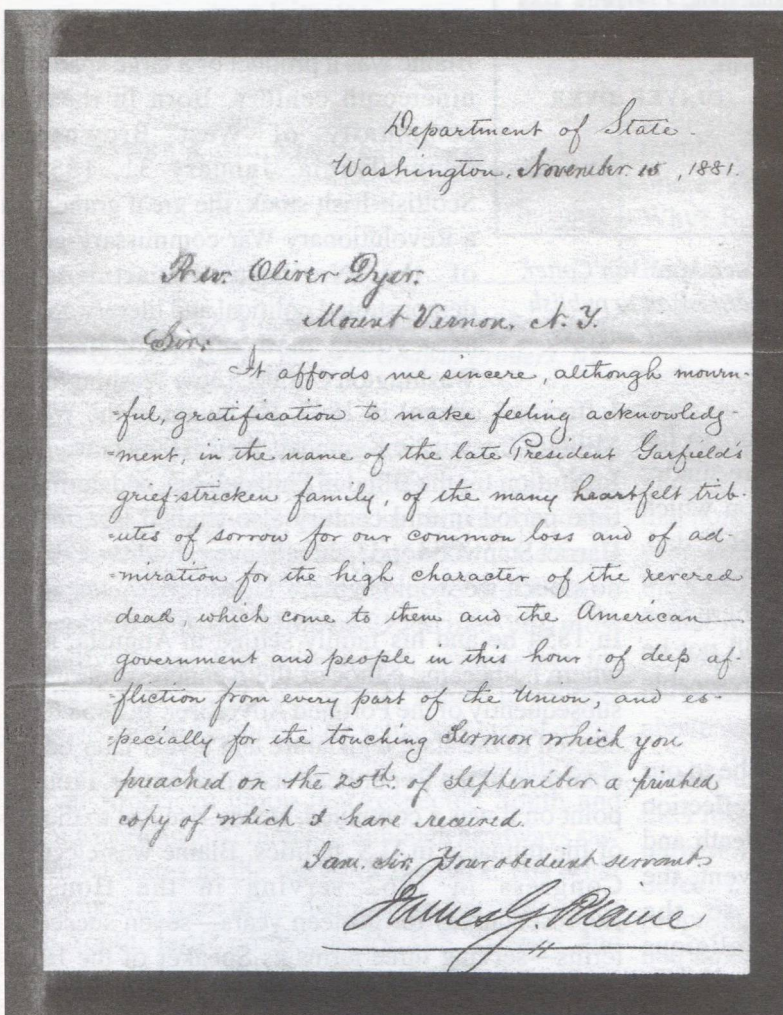 Department of State.
Washington, November 15, 1881.
Rev. Oliver Dyer.
Mount Vernon, N.Y.
Sir:
It affords me sincere, although mourn-
=ful, gratification to make feeling acknowledg-
=ment, in the name of the late President Garfield's
grief-stricken family, of the many heartfelt trib-
=utes of sorrow for our common loss and of ad-
=miration for the high character of the revered
dead, which come to them and the American
government and people in this hour of deep af-
=fliction from every part of the Union, and es-
=pecially for the touching Sermon which you
preached on the 25th. of September a printed
copy of which I have received.
I am, Sir, Your obedient servant,
James G. Blaine